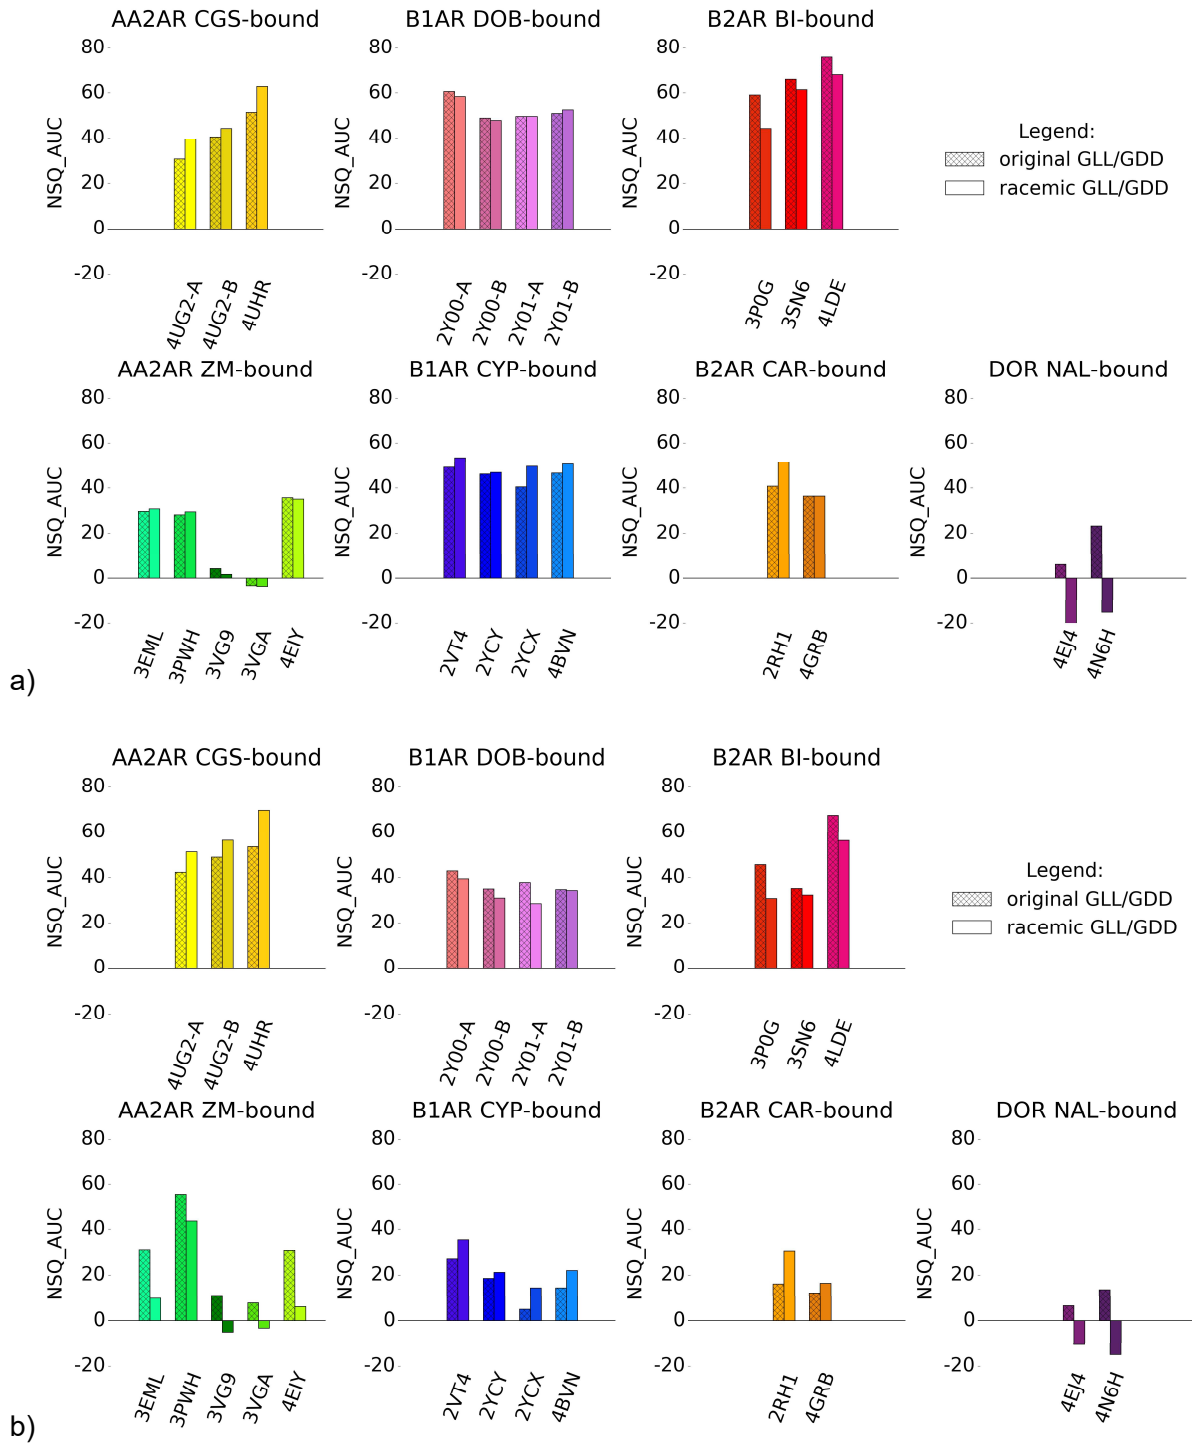 AA2AR CGS-bound
B1AR DOB-bound
B2AR BI-bound
NSQ_AUC
80
60
40
20
0
-20
4UG2-A
4UG2-B
4UHR
NSQ_AUC
80
60
40
20
0
-20
2Y00-A
2Y00-B
2Y01-A
2Y01-B
NSQ_AUC
80
60
40
20
0
-20
3P0G
3SN6
4LDE
Legend:
original GLL/GDD
racemic GLL/GDD
AA2AR ZM-bound
B1AR CYP-bound
B2AR CAR-bound
DOR NAL-bound
NSQ_AUC
80
60
40
20
0
-20
3EML
3PWH
3VG9
3VGA
4EIY
NSQ_AUC
80
60
40
20
0
-20
2VT4
2YCY
2YCX
4BVN
NSQ_AUC
80
60
40
20
0
-20
2RH1
4GRB
NSQ_AUC
80
60
40
20
0
-20
4EJ4
4N6H
a)
AA2AR CGS-bound
B1AR DOB-bound
B2AR BI-bound
NSQ_AUC
80
60
40
20
0
-20
4UG2-A
4UG2-B
4UHR
NSQ_AUC
80
60
40
20
0
-20
2Y00-A
2Y00-B
2Y01-A
2Y01-B
NSQ_AUC
80
60
40
20
0
-20
3P0G
3SN6
4LDE
Legend:
original GLL/GDD
racemic GLL/GDD
AA2AR ZM-bound
B1AR CYP-bound
B2AR CAR-bound
DOR NAL-bound
NSQ_AUC
80
60
40
20
0
-20
3EML
3PWH
3VG9
3VGA
4EIY
NSQ_AUC
80
60
40
20
0
-20
2VT4
2YCY
2YCX
4BVN
NSQ_AUC
80
60
40
20
0
-20
2RH1
4GRB
NSQ_AUC
80
60
40
20
0
-20
4EJ4
4N6H
b)